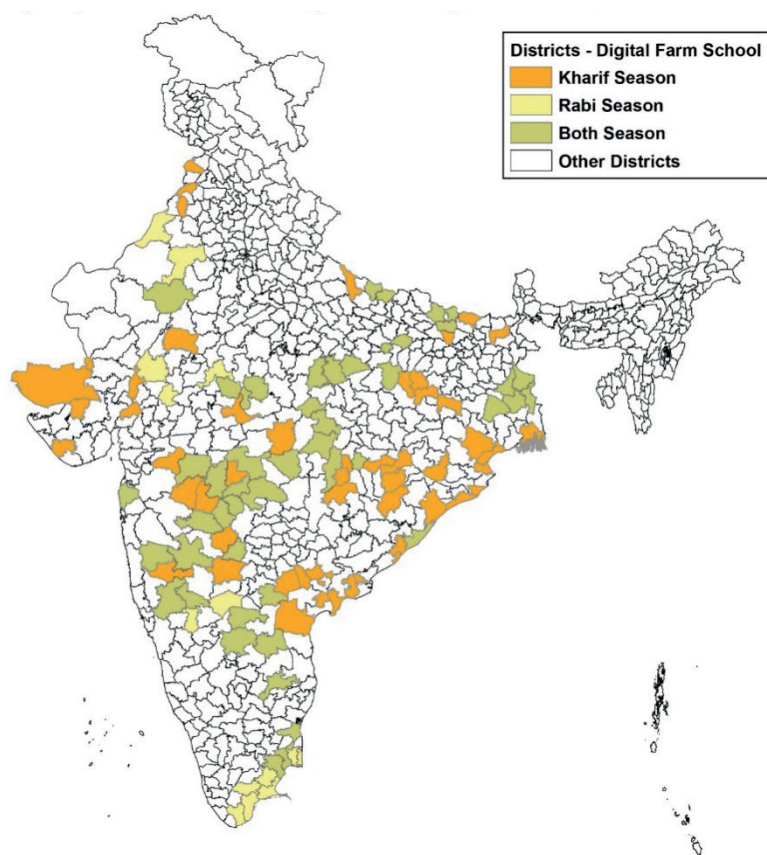 Districts - Digital Farm School
Kharif Season
Rabi Season
Both Season
Other Districts